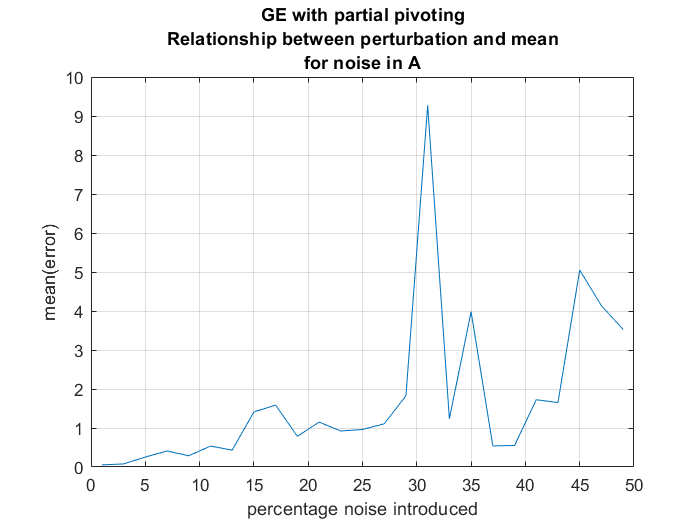 GE with partial pivoting
Relationship between perturbation and mean
for noise in A
10
9
8
7
6
5
4
3
2
1
0
mean(error)
0 5 10 15 20 25 30 35 40 45 50
percentage noise introduced